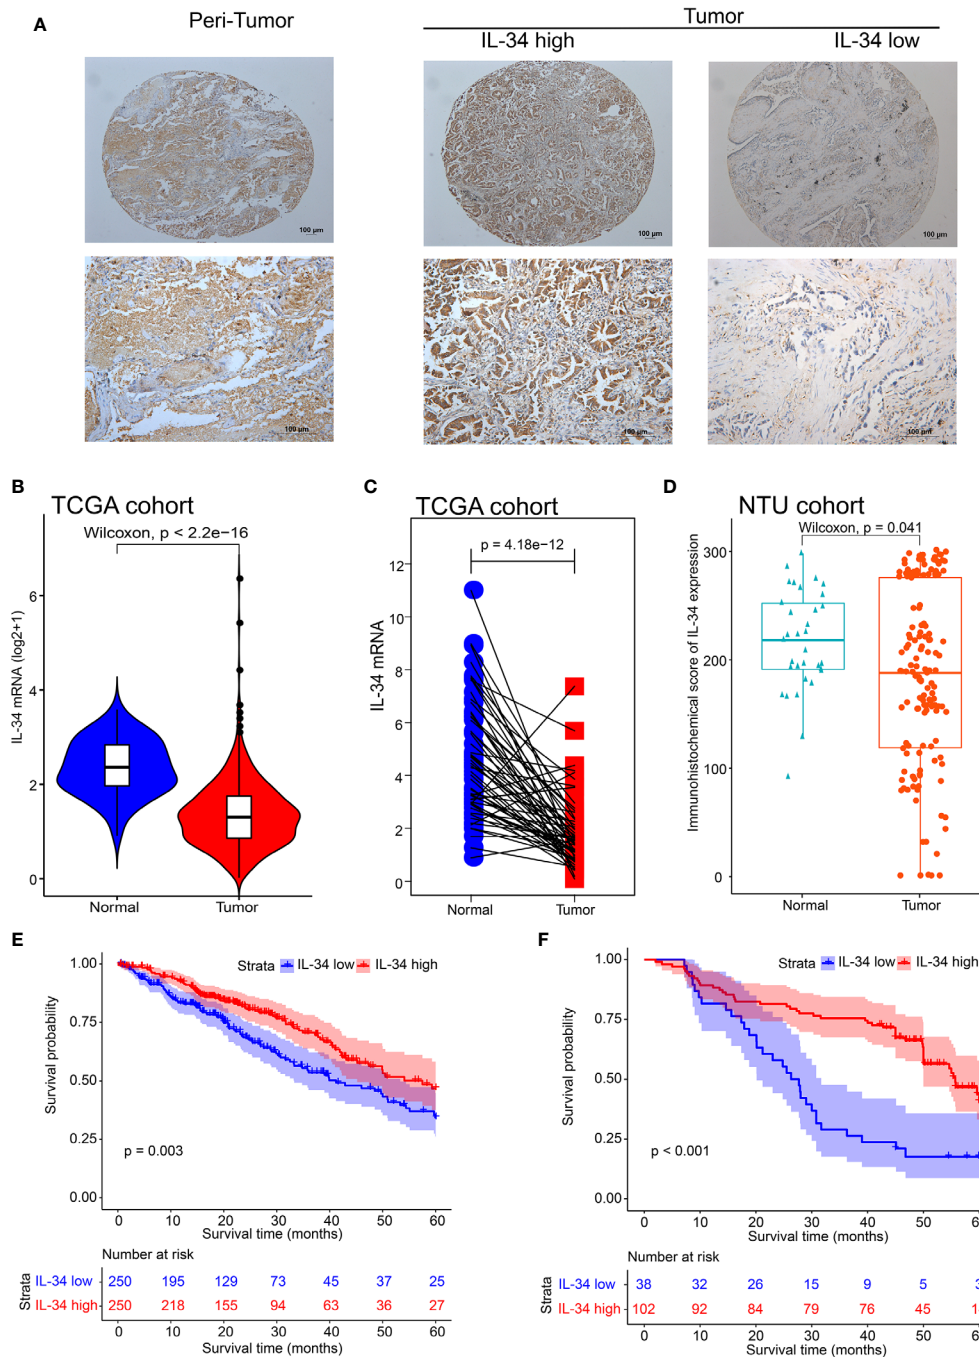 A
Peri-Tumor
Tumor
IL-34 high
IL-34 low
100 µm
100 µm
100 µm
100 µm
100 µm
100 µm
B
TCGA cohort
Wilcoxon, p < 2.2e−16
IL-34 mRNA (log2+1)
6
4
2
0
Normal
Tumor
C
TCGA cohort
p = 4.18e−12
IL-34 mRNA
12
10
8
6
4
2
0
Normal
Tumor
D
NTU cohort
Wilcoxon, p = 0.041
Immunohistochemical score of IL-34 expression
300
200
100
0
Normal
Tumor
E
Strata IL-34 low IL-34 high
Survival probability
1.00
0.75
0.50
0.25
0.00
p = 0.003
0 10 20 30 40 50 60
Survival time (months)
Number at risk
Strata
IL-34 low 250 195 129 73 45 37 25
IL-34 high 250 218 155 94 63 36 27
0 10 20 30 40 50 60
Survival time (months)
F
Strata IL-34 low IL-34 high
Survival probability
1.00
0.75
0.50
0.25
0.00
p < 0.001
0 10 20 30 40 50 60
Survival time (months)
Number at risk
Strata
IL-34 low 38 32 26 15 9 5 3
IL-34 high 102 92 84 79 76 45 1
0 10 20 30 40 50 60
Survival time (months)